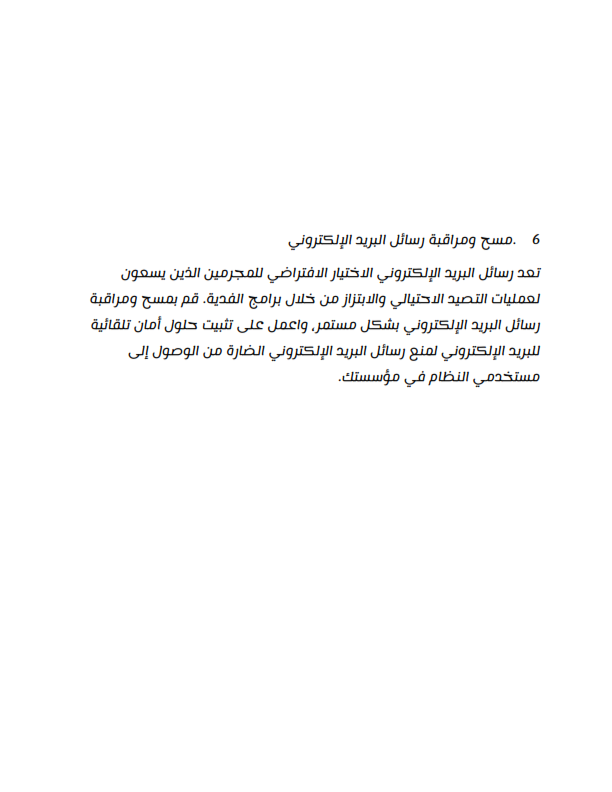 6 .مسح ومراقبة رسائل البريد الإلكتروني
تعد رسائل البريد الإلكتروني الاختيار الافتراضي للمجرمين الذين يسعون
لعمليات التصيد الاحتيالي والابتزاز من خلال برامج الفدية. قم بمسح ومراقبة
رسائل البريد الإلكتروني بشكل مستمر، واعمل على تثبيت حلول أمان تلقائية
للبريد الإلكتروني لمنع رسائل البريد الإلكتروني الضارة من الوصول إلى
مستخدمي النظام في مؤسستك.